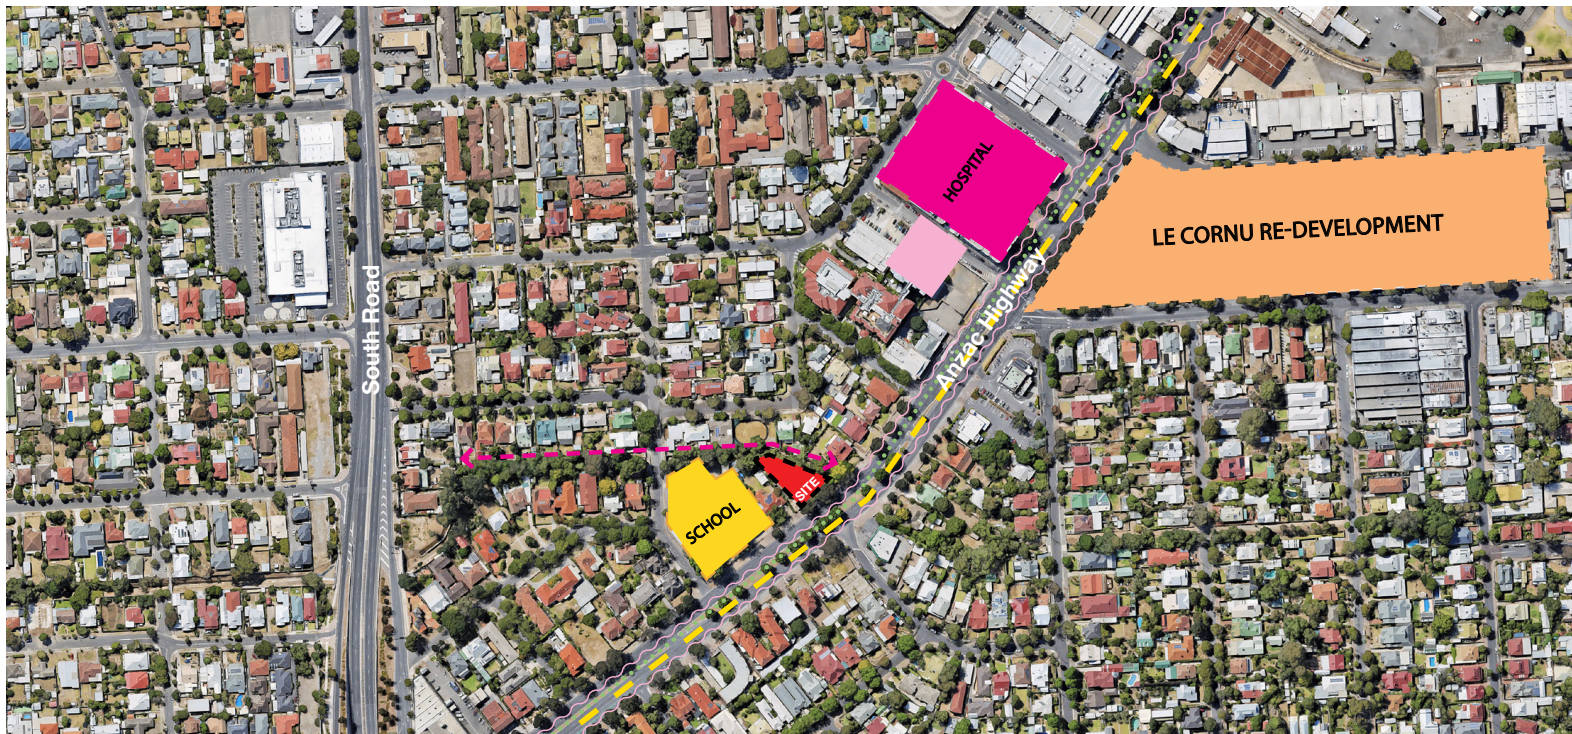 HOSPITAL
LE CORNU RE-DEVELOPMENT
South Road
Anzac Highway
SITE
SCHOOL